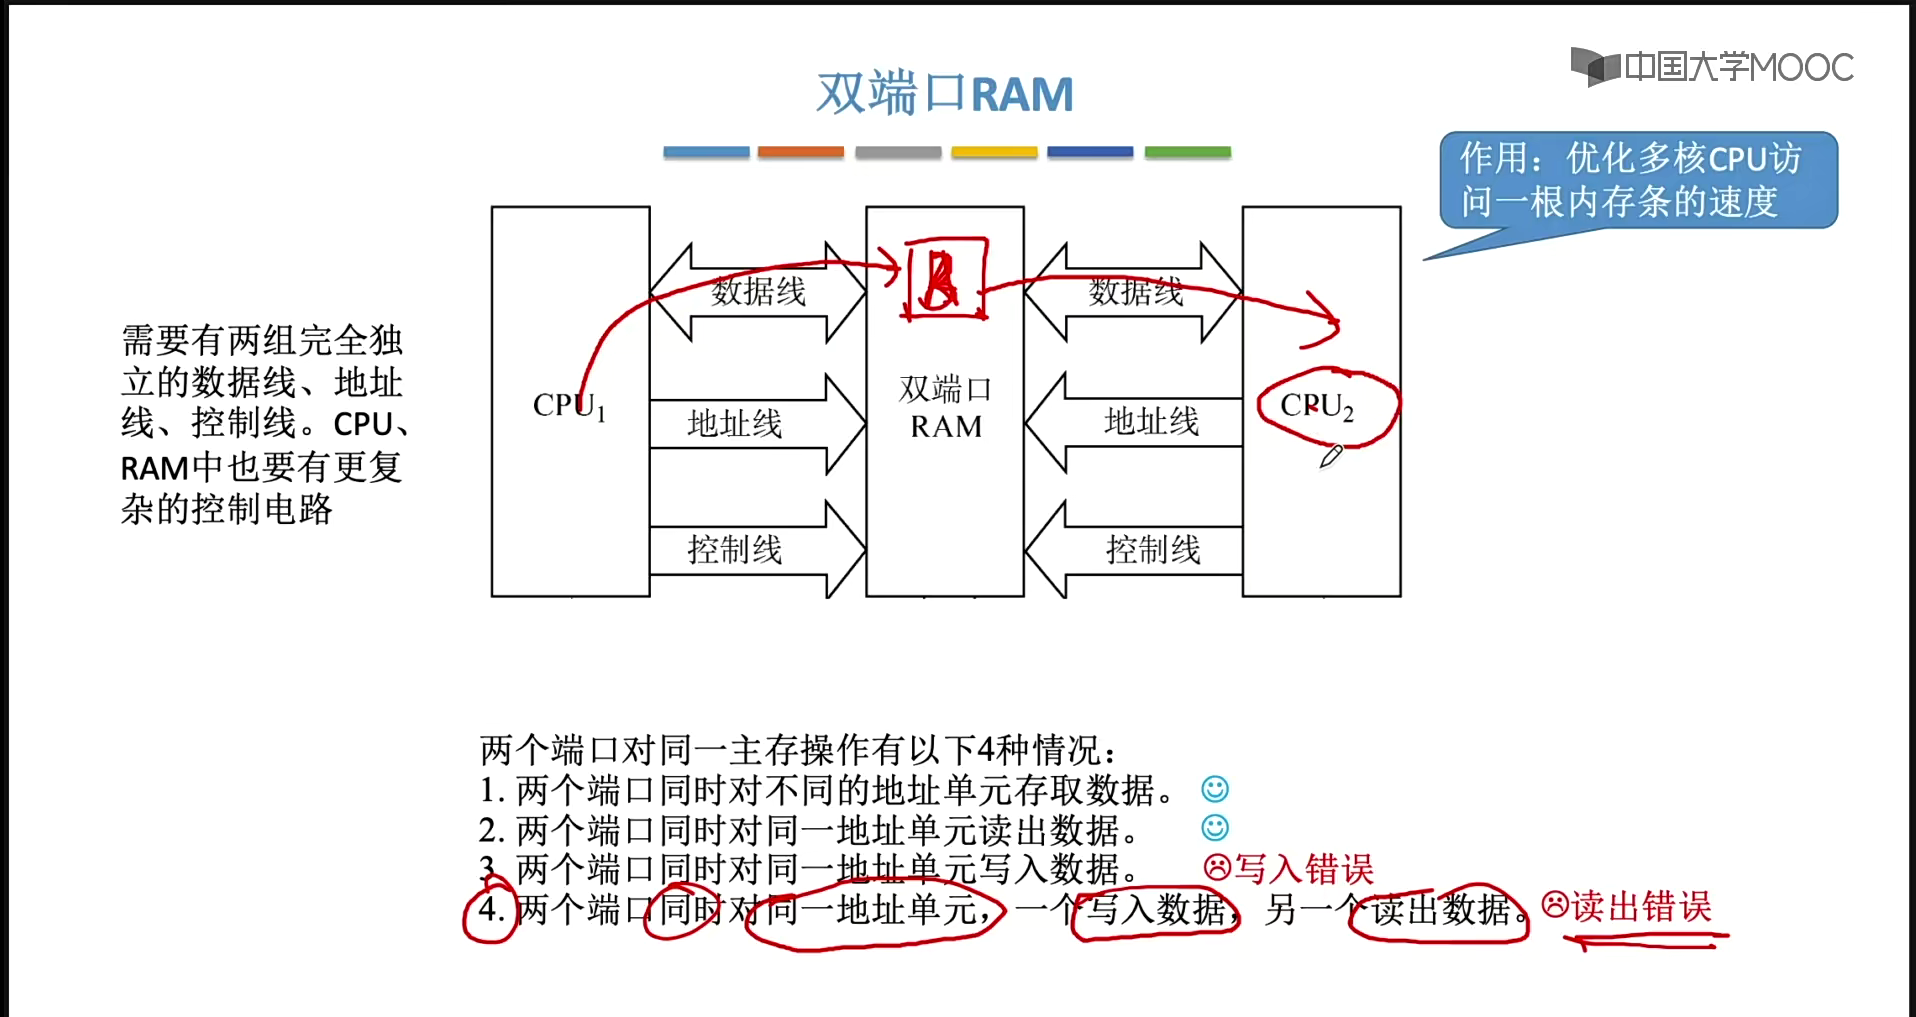 中国大学MOOC
双端口RAM
作用：优化多核CPU访
问一根内存条的速度
需要有两组完全独
立的数据线、地址
线、控制线。CPU、
RAM中也要有更复
杂的控制电路
CPU1
数据线
地址线
控制线
双端口
RAM
数据线
地址线
控制线
CPU2
两个端口对同一主存操作有以下4种情况：
1. 两个端口同时对不同的地址单元存取数据。
2. 两个端口同时对同一地址单元读出数据。
3. 两个端口同时对同一地址单元写入数据。 写入错误
4. 两个端口同时对同一地址单元，一个写入数据，另一个读出数据。 读出错误